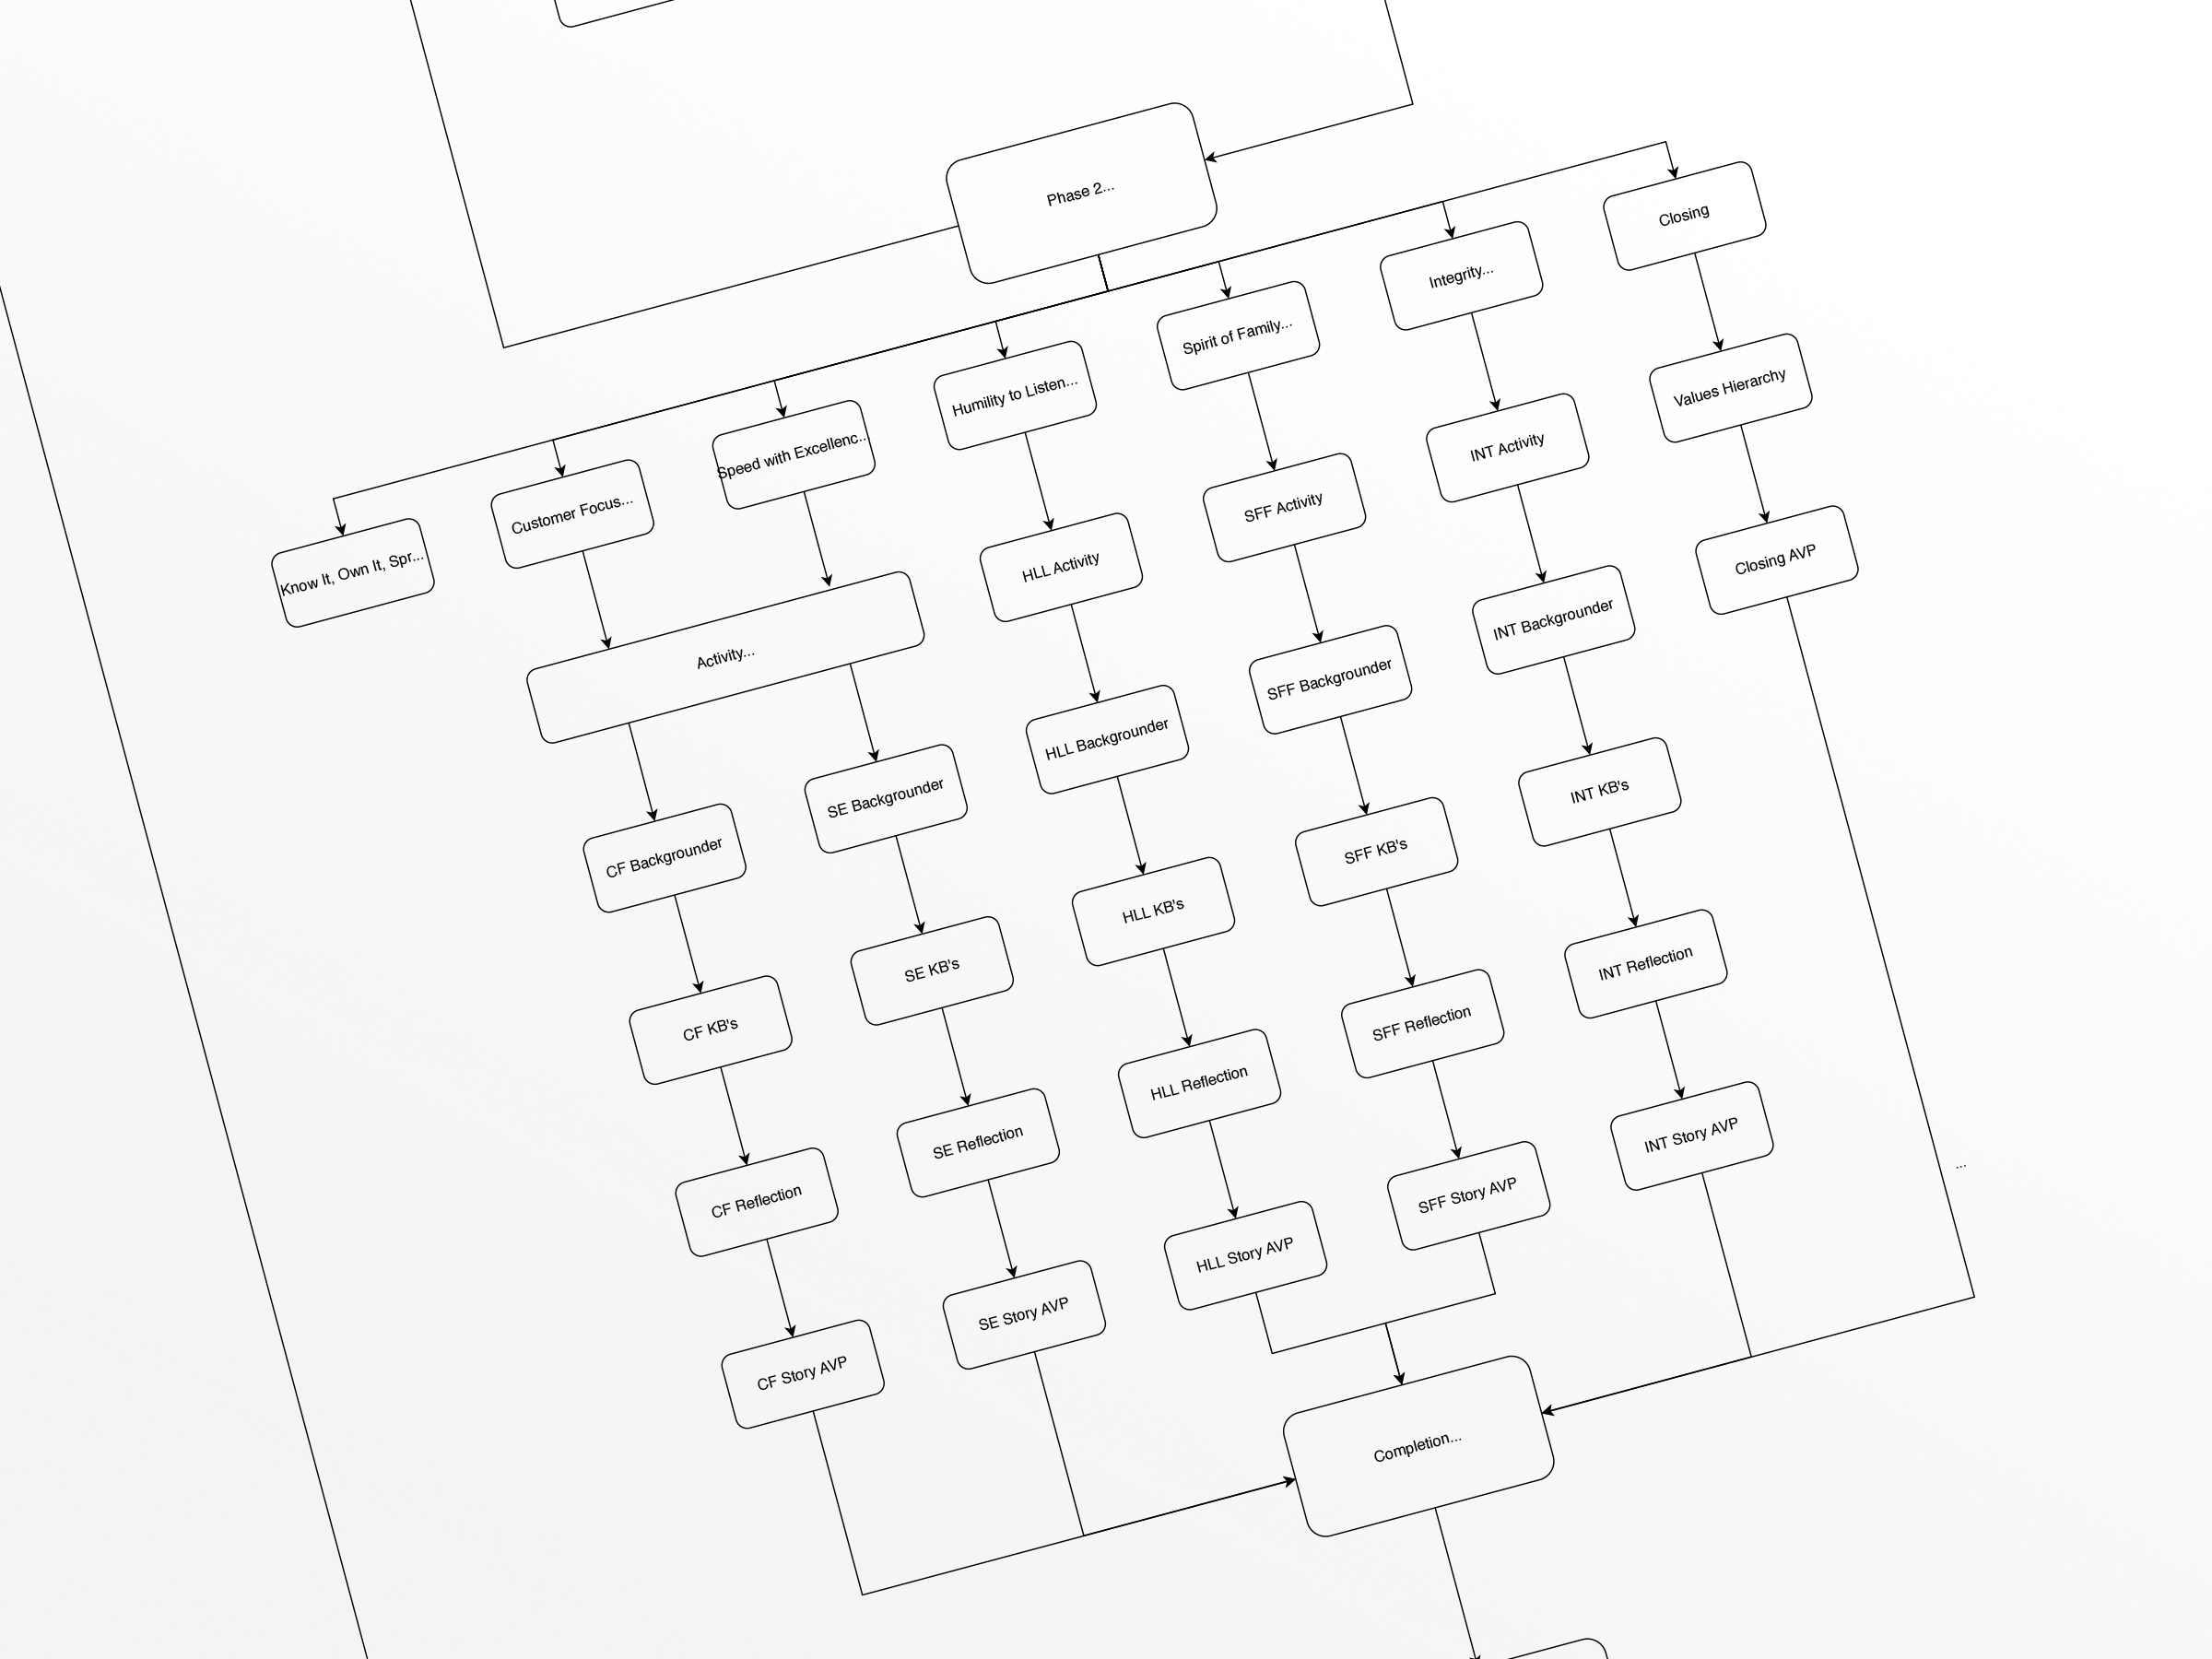 Phase 2...
Closing
Integrity...
Spirit of Family...
Humility to Listen...
Speed with Excellenc...
Customer Focus...
Know It, Own It, Spr...
Values Hierarchy
INT Activity
SFF Activity
HLL Activity
Activity...
Closing AVP
INT Backgrounder
SFF Backgrounder
HLL Backgrounder
SE Backgrounder
CF Backgrounder
INT KB's
SFF KB's
HLL KB's
SE KB's
CF KB's
INT Reflection
SFF Reflection
HLL Reflection
SE Reflection
CF Reflection
INT Story AVP
SFF Story AVP
HLL Story AVP
SE Story AVP
CF Story AVP
...
Completion...